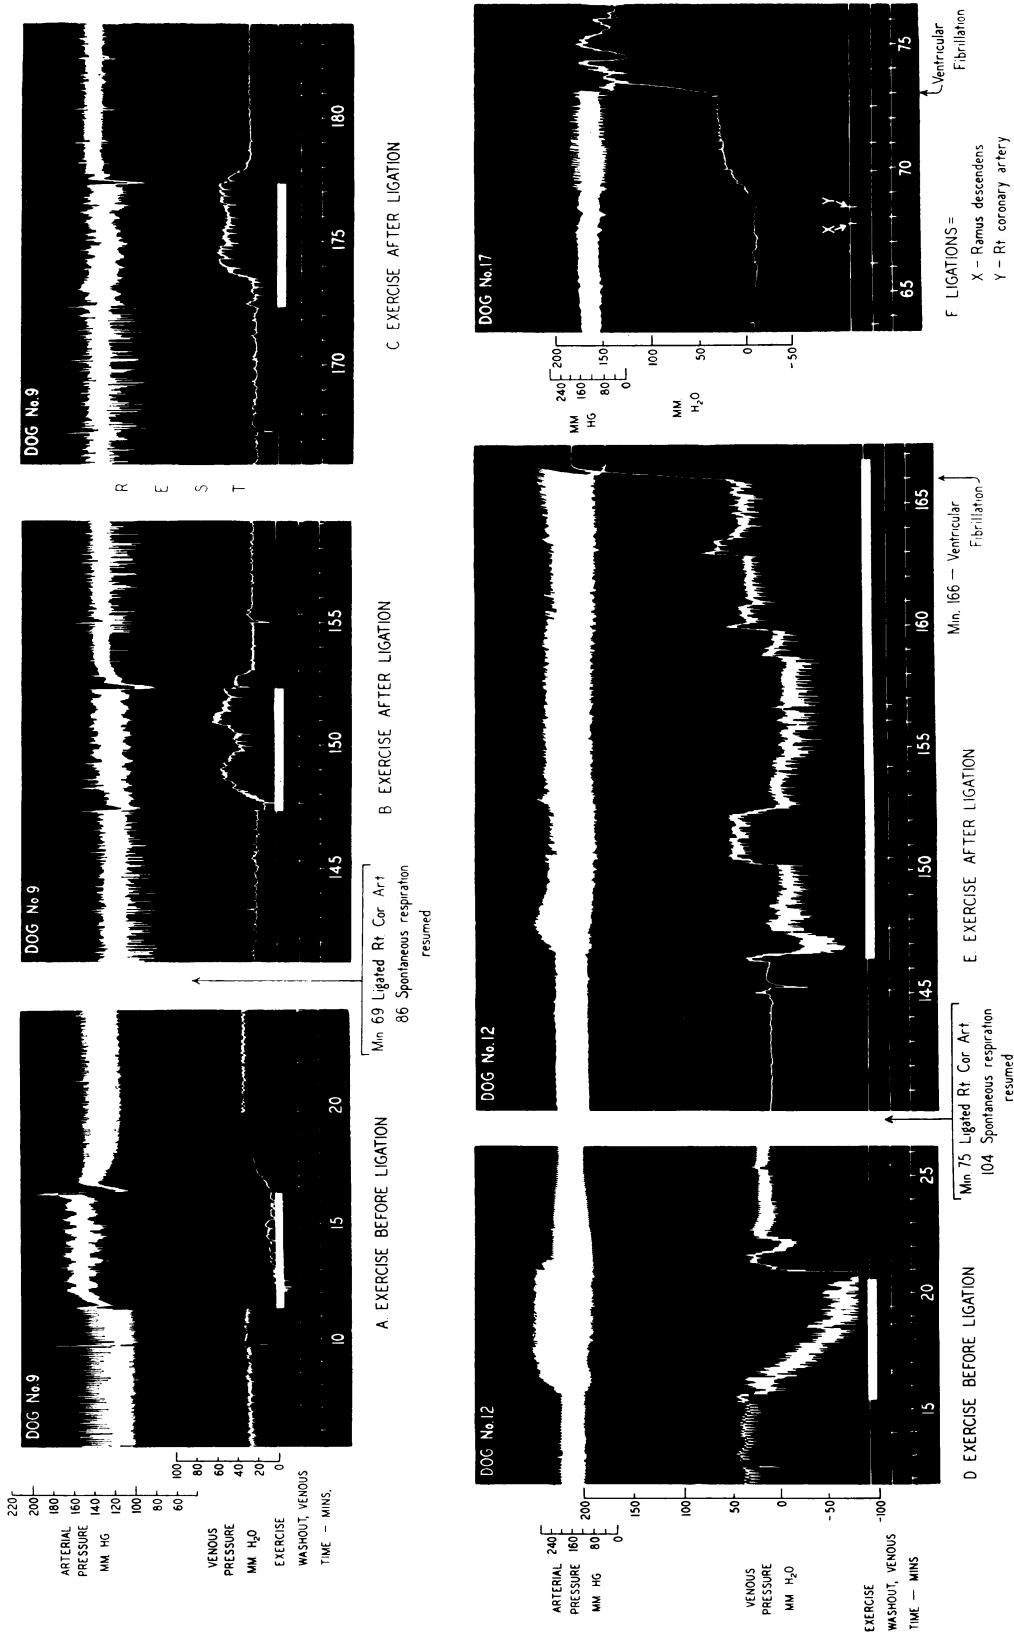 DOG No.9
220
200
180
160
140
120
100
80
60
ARTERIAL
PRESSURE
MM HG
100
80
60
40
20
0
VENOUS
PRESSURE
MM H₂O
EXERCISE
WASHOUT, VENOUS
TIME — MINS.
10
15
20
A. EXERCISE BEFORE LIGATION
Min 69 Ligated Rt. Cor Art
86 Spontaneous respiration
resumed
DOG No 9
145
150
155
B EXERCISE AFTER LIGATION
REST
DOG No.9
170
175
180
C EXERCISE AFTER LIGATION
DOG No.12
240
160
80
0
ARTERIAL
PRESSURE
MM HG
200
100
50
0
-50
-100
VENOUS
PRESSURE
MM H₂O
EXERCISE
WASHOUT, VENOUS
TIME — MINS
15
20
25
D EXERCISE BEFORE LIGATION
Min 75 Ligated Rt Cor Art.
104 Spontaneous respiration
resumed
DOG No.12
145
150
155
160
165
E. EXERCISE AFTER LIGATION
Min. 166 — Ventricular
Fibrillation
DOG No.17
240
160
80
0
MM
HG
200
150
100
50
0
-50
MM
H₂O
X
Y
65
70
75
Ventricular
Fibrillation
F LIGATIONS =
X — Ramus descendens
Y — Rt coronary artery